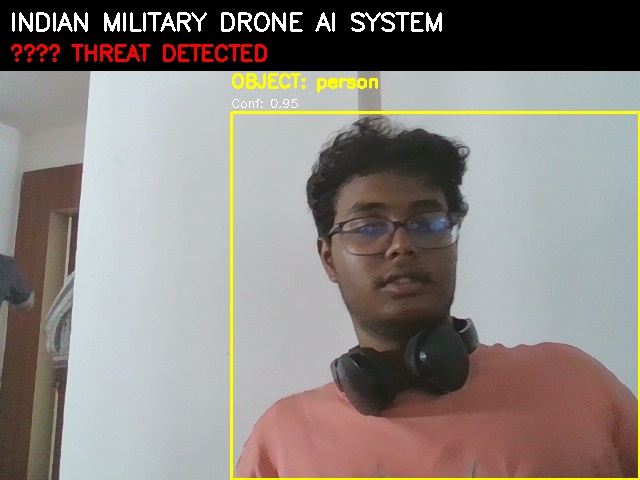 INDIAN MILITARY DRONE AI SYSTEM
???? THREAT DETECTED
OBJECT: person
Conf: 0.95